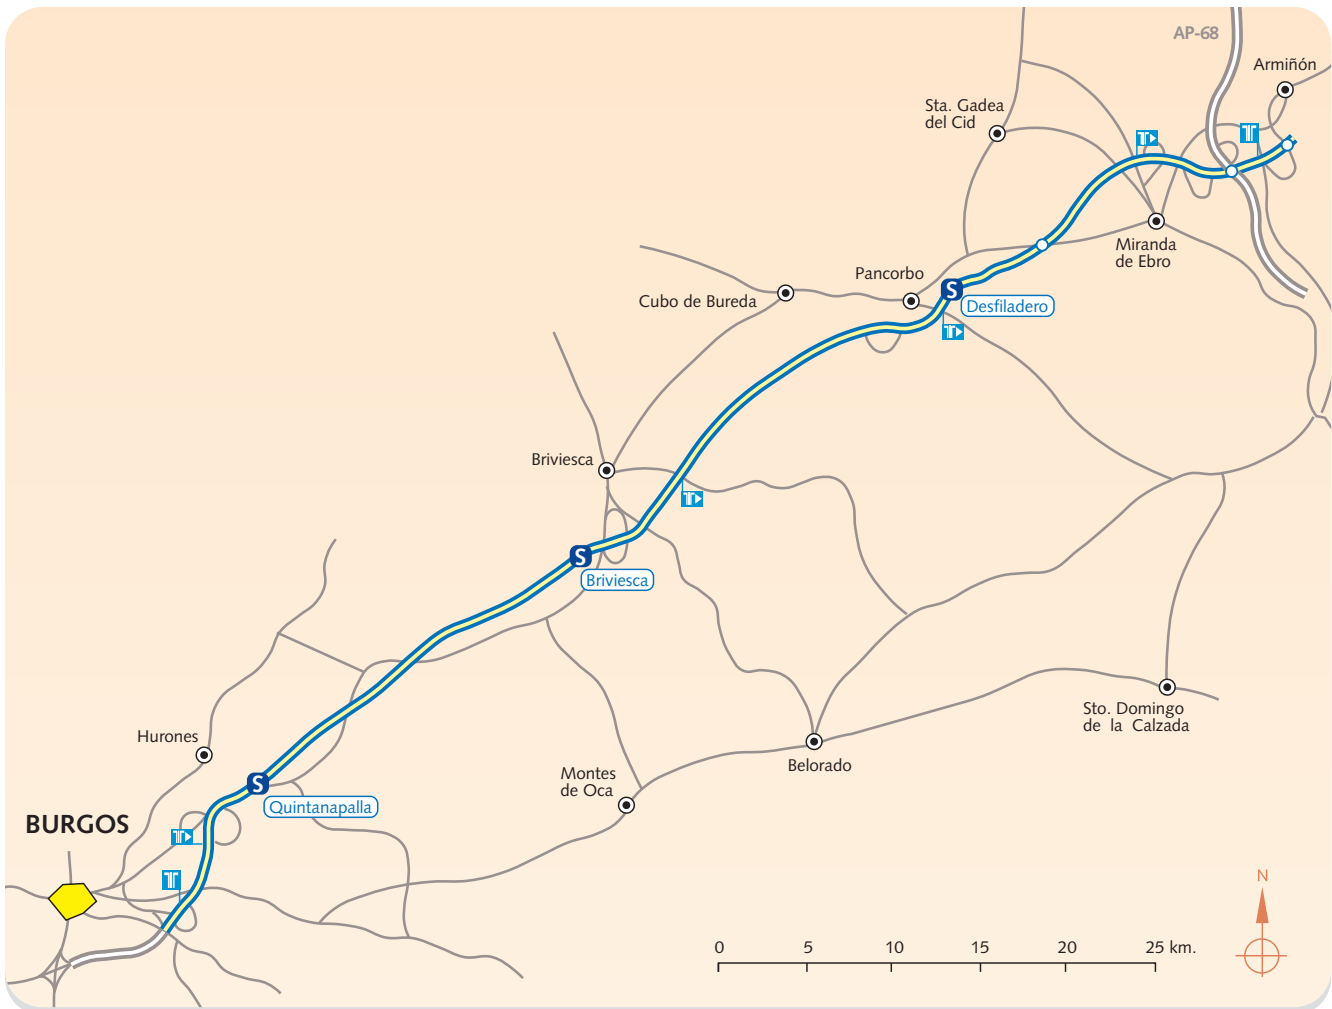 AP-68
Armiñón
Sta. Gadea
del Cid
Miranda
de Ebro
Pancorbo
S
Desfiladero
Cubo de Bureda
Briviesca
S
Briviesca
Sto. Domingo
de la Calzada
Hurones
Belorado
Montes
de Oca
S
Quintanapalla
BURGOS
N
0 5 10 15 20 25 km.